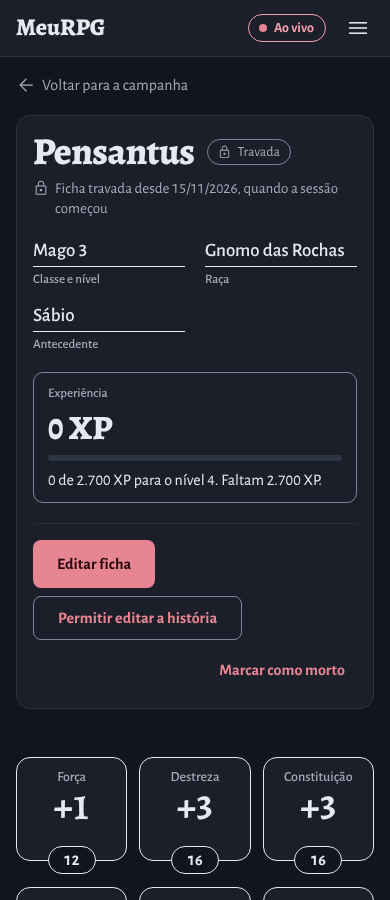 MeuRPG
Ao vivo
Voltar para a campanha
Pensantus
Travada
Ficha travada desde 15/11/2026, quando a sessão
começou
Mago 3
Gnomo das Rochas
Classe e nível
Raça
Sábio
Antecedente
Experiência
0 XP
0 de 2.700 XP para o nível 4. Faltam 2.700 XP.
Editar ficha
Permitir editar a história
Marcar como morto
Força
Destreza
Constituição
+1
+3
+3
12
16
16